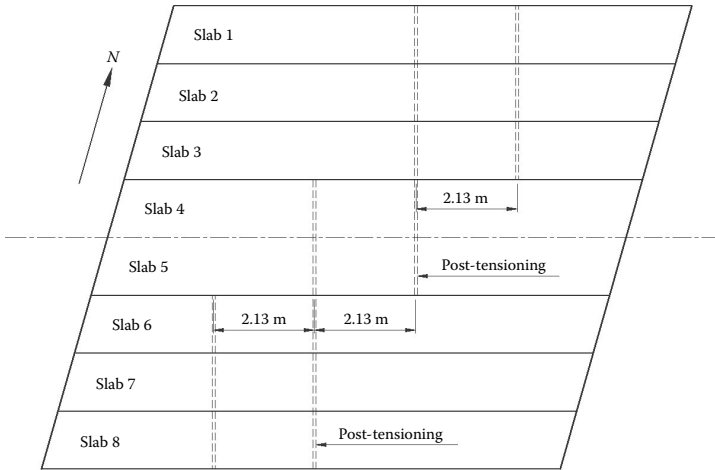 Slab 1
N
Slab 2
Slab 3
2.13 m
Slab 4
Slab 5
Post-tensioning
Slab 6
2.13 m
2.13 m
Slab 7
Slab 8
Post-tensioning